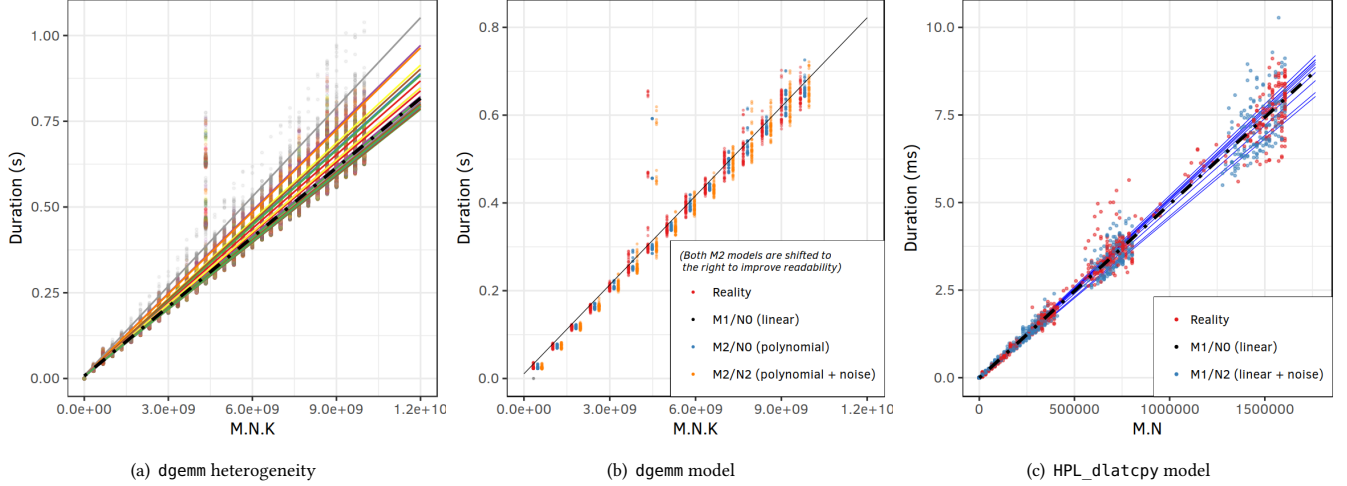 1.00
0.75
0.50
0.25
0.00
Duration (s)
0.0e+00
3.0e+09
6.0e+09
9.0e+09
1.2e+10
M.N.K
(a) dgemm heterogeneity
0.8
0.6
0.4
0.2
0.0
Duration (s)
(Both M2 models are shifted to
the right to improve readability)
Reality
M1/N0 (linear)
M2/N0 (polynomial)
M2/N2 (polynomial + noise)
0.0e+00
3.0e+09
6.0e+09
9.0e+09
1.2e+10
M.N.K
(b) dgemm model
10.0
7.5
5.0
2.5
0.0
Duration (ms)
Reality
M1/N0 (linear)
M1/N2 (linear + noise)
0
500000
1000000
1500000
M.N
(c) HPL_dlatcpy model